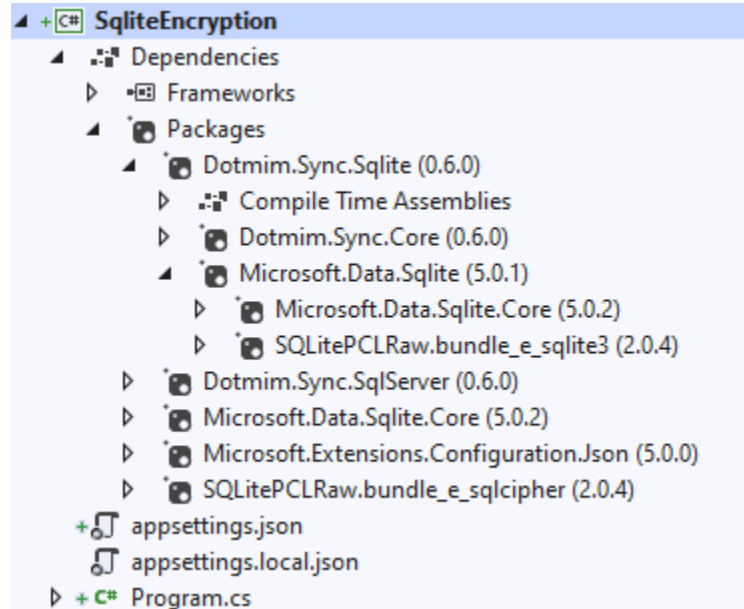 C# SqliteEncryption
Dependencies
Frameworks
Packages
Dotmim.Sync.Sqlite (0.6.0)
Compile Time Assemblies
Dotmim.Sync.Core (0.6.0)
Microsoft.Data.Sqlite (5.0.1)
Microsoft.Data.Sqlite.Core (5.0.2)
SQLitePCLRaw.bundle_e_sqlite3 (2.0.4)
Dotmim.Sync.SqlServer (0.6.0)
Microsoft.Data.Sqlite.Core (5.0.2)
Microsoft.Extensions.Configuration.Json (5.0.0)
SQLitePCLRaw.bundle_e_sqlcipher (2.0.4)
appsettings.json
appsettings.local.json
C# Program.cs